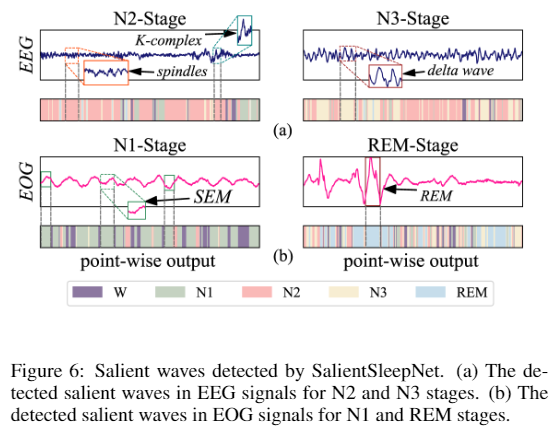 N2-Stage N3-Stage
EEG
K-complex
spindles
delta wave
(a)
N1-Stage REM-Stage
EOG
SEM
REM
(b)
point-wise output point-wise output
W N1 N2 N3 REM
Figure 6: Salient waves detected by SalientSleepNet. (a) The de-
tected salient waves in EEG signals for N2 and N3 stages. (b) The
detected salient waves in EOG signals for N1 and REM stages.